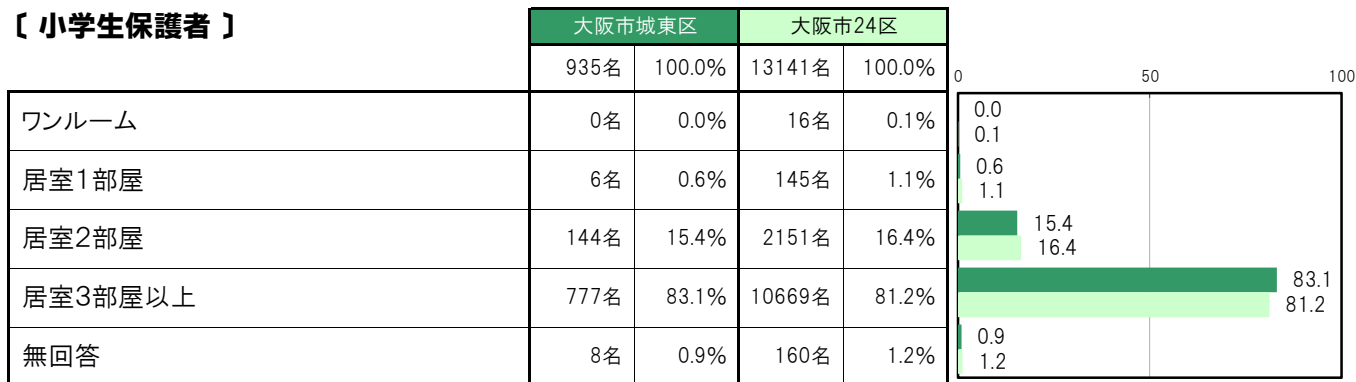 〔 小学生保護者 〕
大阪市城東区 大阪市24区
935名 100.0% 13141名 100.0%
0 50 100
ワンルーム 0名 0.0% 16名 0.1% 0.0
0.1
居室1部屋 6名 0.6% 145名 1.1% 0.6
1.1
居室2部屋 144名 15.4% 2151名 16.4% 15.4
16.4
居室3部屋以上 777名 83.1% 10669名 81.2% 83.1
81.2
無回答 8名 0.9% 160名 1.2% 0.9
1.2